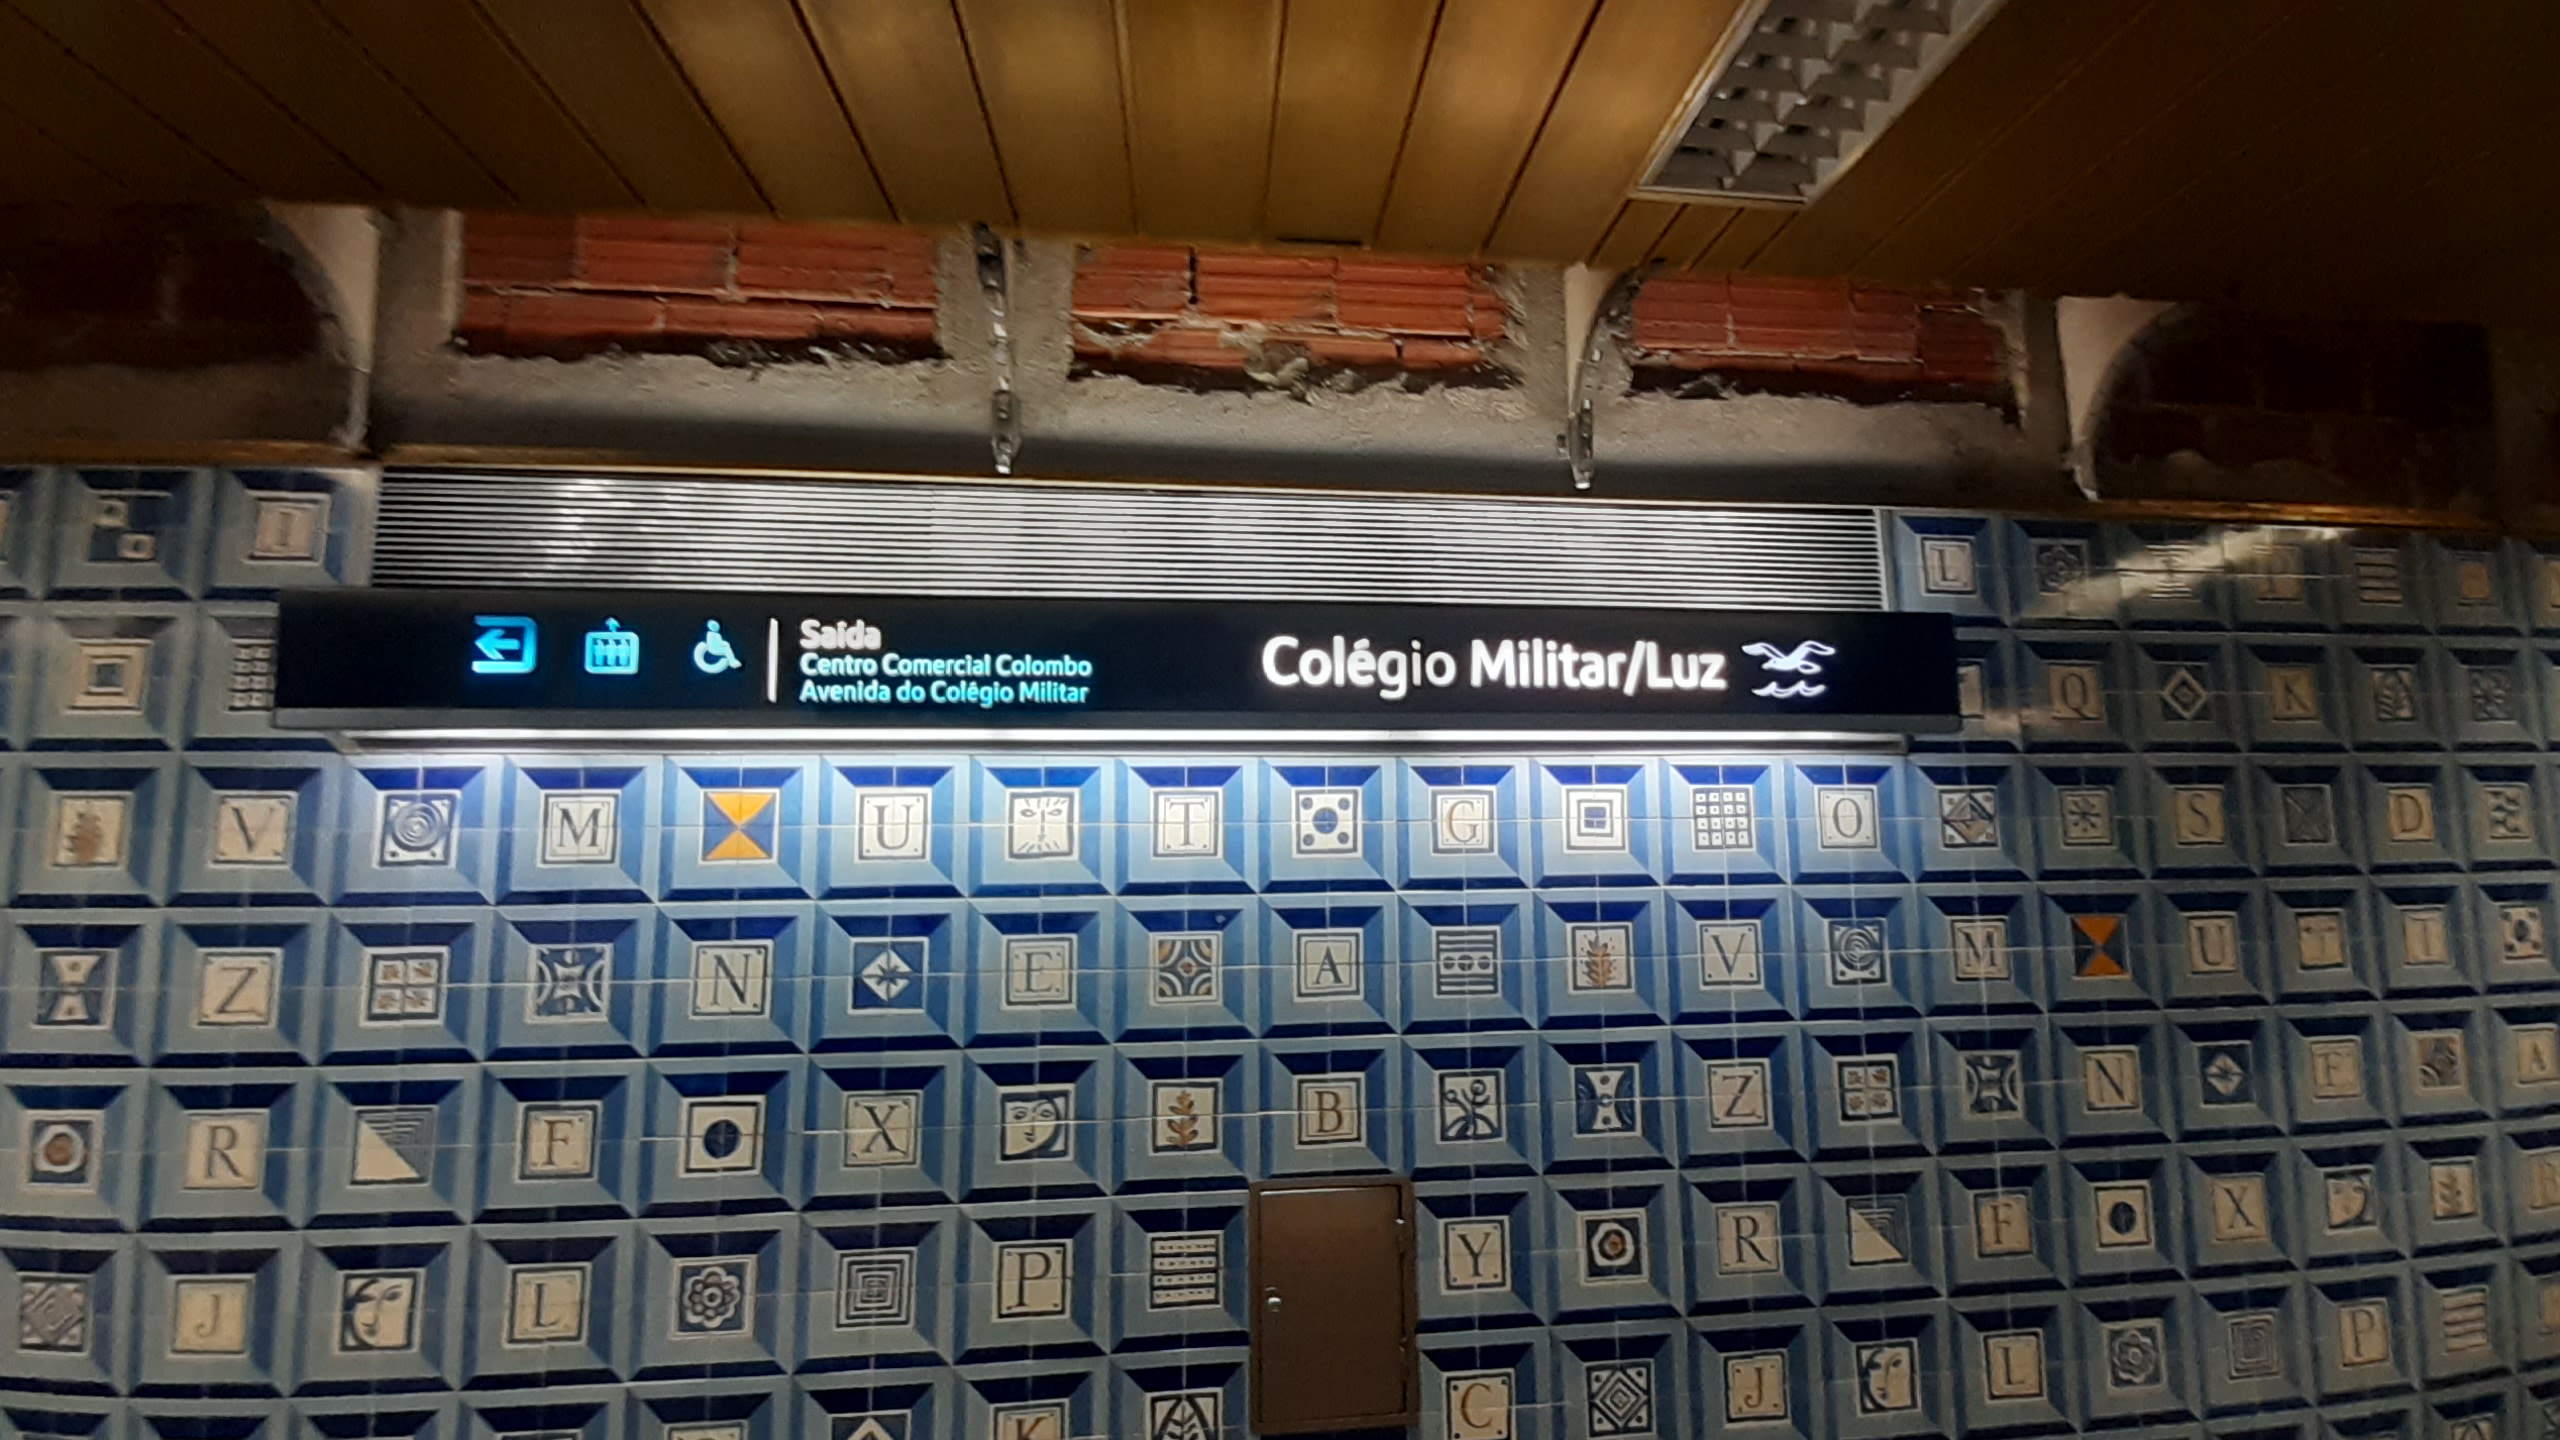 Saída
Centro Comercial Colombo
Avenida do Colégio Militar
Colégio Militar/Luz
I L
Q K
V M U T G O S D
Z N E A V M U T
R F X B Z N E A
J L P Y R F X B
K C J L P